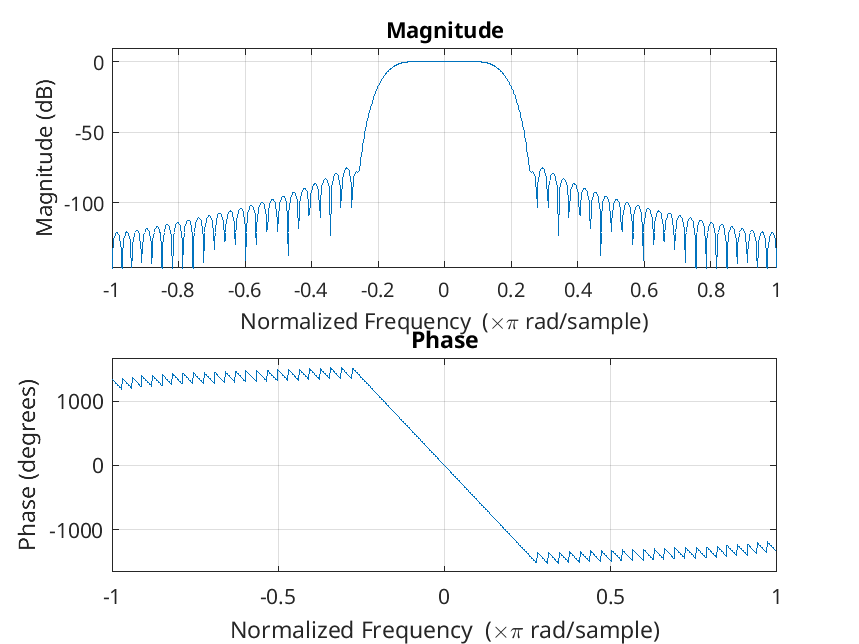 Magnitude
Magnitude (dB)
0
-50
-100
-1 -0.8 -0.6 -0.4 -0.2 0 0.2 0.4 0.6 0.8 1
Normalized Frequency (×π rad/sample)
Phase
Phase (degrees)
1000
0
-1000
-1 -0.5 0 0.5 1
Normalized Frequency (×π rad/sample)